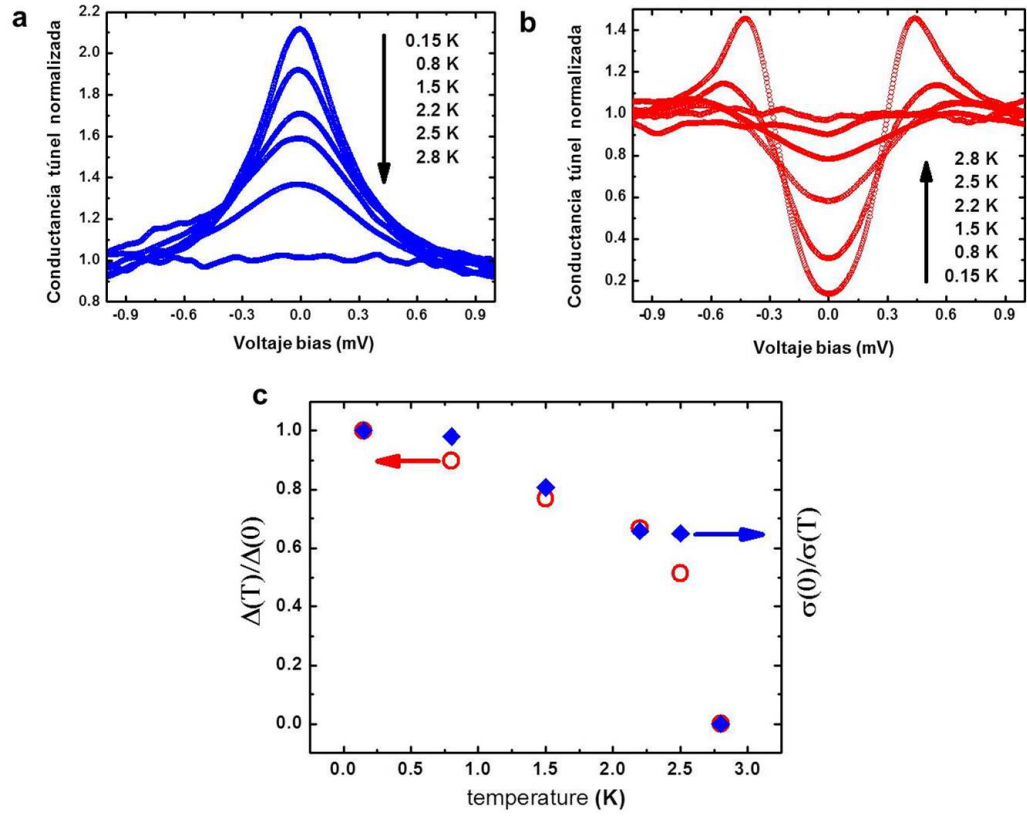 a
Conductancia túnel normalizada
2.2
2.0
1.8
1.6
1.4
1.2
1.0
0.8
0.15 K
0.8 K
1.5 K
2.2 K
2.5 K
2.8 K
-0.9 -0.6 -0.3 0.0 0.3 0.6 0.9
Voltaje bias (mV)
b
Conductancia túnel normalizada
1.4
1.2
1.0
0.8
0.6
0.4
0.2
2.8 K
2.5 K
2.2 K
1.5 K
0.8 K
0.15 K
-0.9 -0.6 -0.3 0.0 0.3 0.6 0.9
Voltaje bias (mV)
c
Δ(T)/Δ(0)
1.0
0.8
0.6
0.4
0.2
0.0
σ(0)/σ(T)
0.0 0.5 1.0 1.5 2.0 2.5 3.0
temperature (K)